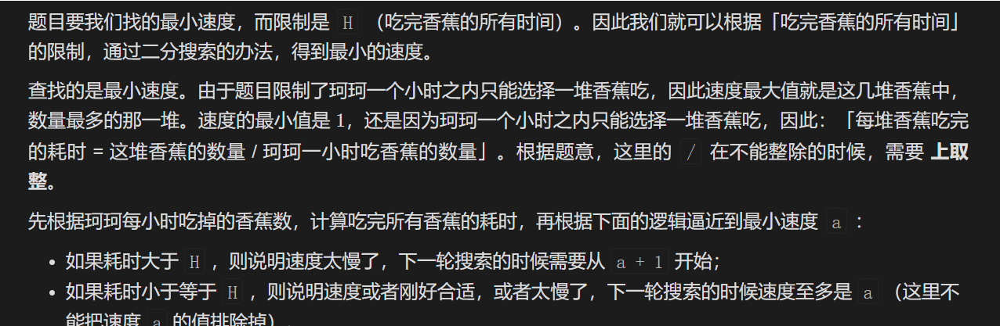 题目要我们找的最小速度，而限制是 H （吃完香蕉的所有时间）。因此我们就可以根据「吃完香蕉的所有时间」
的限制，通过二分搜索的办法，得到最小的速度。
查找的是最小速度。由于题目限制了珂珂一个小时之内只能选择一堆香蕉吃，因此速度最大值就是这几堆香蕉中，
数量最多的那一堆。速度的最小值是 1，还是因为珂珂一个小时之内只能选择一堆香蕉吃，因此：「每堆香蕉吃完
的耗时 = 这堆香蕉的数量 / 珂珂一小时吃香蕉的数量」。根据题意，这里的 / 在不能整除的时候，需要 上取
整。
先根据珂珂每小时吃掉的香蕉数，计算吃完所有香蕉的耗时，再根据下面的逻辑逼近到最小速度 a ：
• 如果耗时大于 H ，则说明速度太慢了，下一轮搜索的时候需要从 a + 1 开始；
• 如果耗时小于等于 H ，则说明速度或者刚好合适，或者太慢了，下一轮搜索的时候速度至多是 a （这里不
能把速度 a 的值排除掉）。